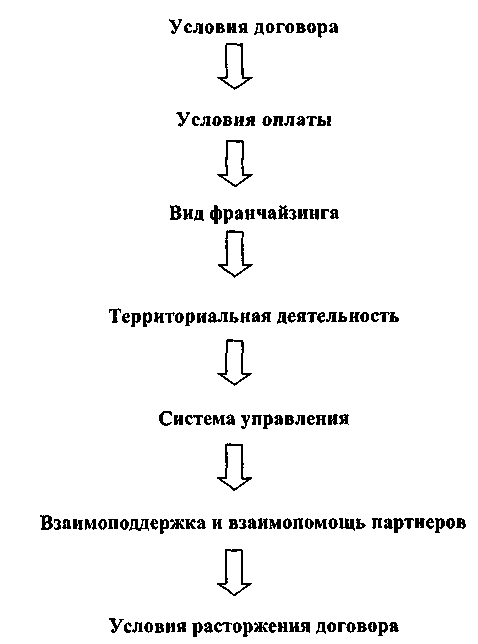 Условия договора
Условия оплаты
Вид франчайзинга
Территориальная деятельность
Система управления
Взаимоподдержка и взаимопомощь партнеров
Условия расторжения договора